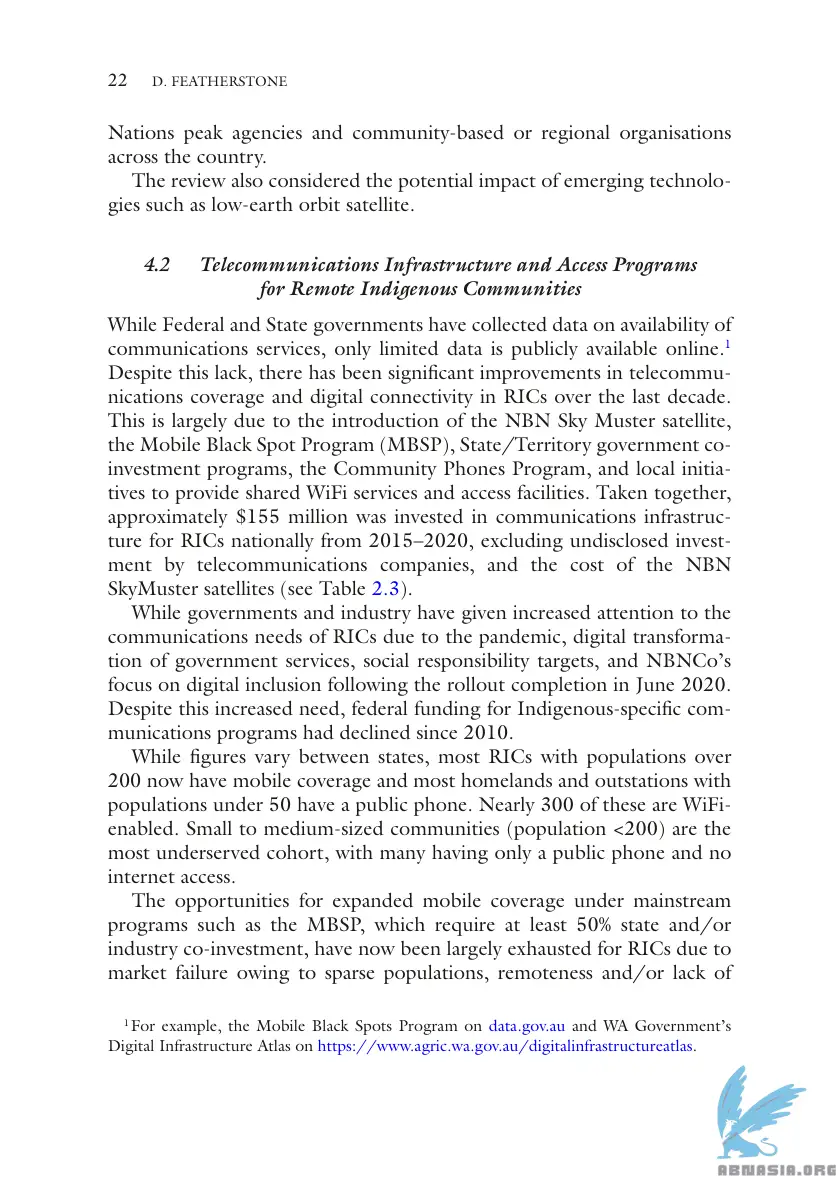 22 D. FEATHERSTONE
Nations peak agencies and community-based or regional organisations
across the country.
The review also considered the potential impact of emerging technolo-
gies such as low-earth orbit satellite.
4.2 Telecommunications Infrastructure and Access Programs
for Remote Indigenous Communities
While Federal and State governments have collected data on availability of
communications services, only limited data is publicly available online.1
Despite this lack, there has been significant improvements in telecommu-
nications coverage and digital connectivity in RICs over the last decade.
This is largely due to the introduction of the NBN Sky Muster satellite,
the Mobile Black Spot Program (MBSP), State/Territory government co-
investment programs, the Community Phones Program, and local initia-
tives to provide shared WiFi services and access facilities. Taken together,
approximately $155 million was invested in communications infrastruc-
ture for RICs nationally from 2015–2020, excluding undisclosed invest-
ment by telecommunications companies, and the cost of the NBN
SkyMuster satellites (see Table 2.3).
While governments and industry have given increased attention to the
communications needs of RICs due to the pandemic, digital transforma-
tion of government services, social responsibility targets, and NBNCo’s
focus on digital inclusion following the rollout completion in June 2020.
Despite this increased need, federal funding for Indigenous-specific com-
munications programs had declined since 2010.
While figures vary between states, most RICs with populations over
200 now have mobile coverage and most homelands and outstations with
populations under 50 have a public phone. Nearly 300 of these are WiFi-
enabled. Small to medium-sized communities (population <200) are the
most underserved cohort, with many having only a public phone and no
internet access.
The opportunities for expanded mobile coverage under mainstream
programs such as the MBSP, which require at least 50% state and/or
industry co-investment, have now been largely exhausted for RICs due to
market failure owing to sparse populations, remoteness and/or lack of
1 For example, the Mobile Black Spots Program on data.gov.au and WA Government’s
Digital Infrastructure Atlas on https://www.agric.wa.gov.au/digitalinfrastructureatlas.
ABNASIA.ORG